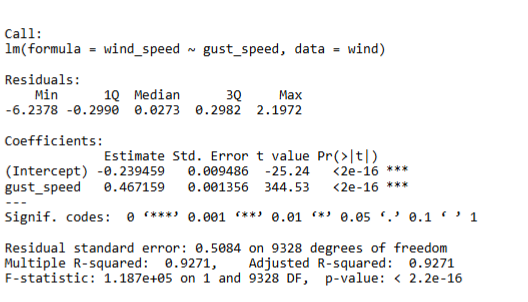 Call:
lm(formula = wind_speed ~ gust_speed, data = wind)
Residuals:
Min 1Q Median 3Q Max
-6.2378 -0.2990 0.0273 0.2982 2.1972
Coefficients:
Estimate Std. Error t value Pr(>|t|)
(Intercept) -0.239459 0.009486 -25.24 <2e-16 ***
gust_speed 0.467159 0.001356 344.53 <2e-16 ***
---
Signif. codes: 0 ‘***’ 0.001 ‘**’ 0.01 ‘*’ 0.05 ‘.’ 0.1 ‘ ’ 1
Residual standard error: 0.5084 on 9328 degrees of freedom
Multiple R-squared: 0.9271, Adjusted R-squared: 0.9271
F-statistic: 1.187e+05 on 1 and 9328 DF, p-value: < 2.2e-16